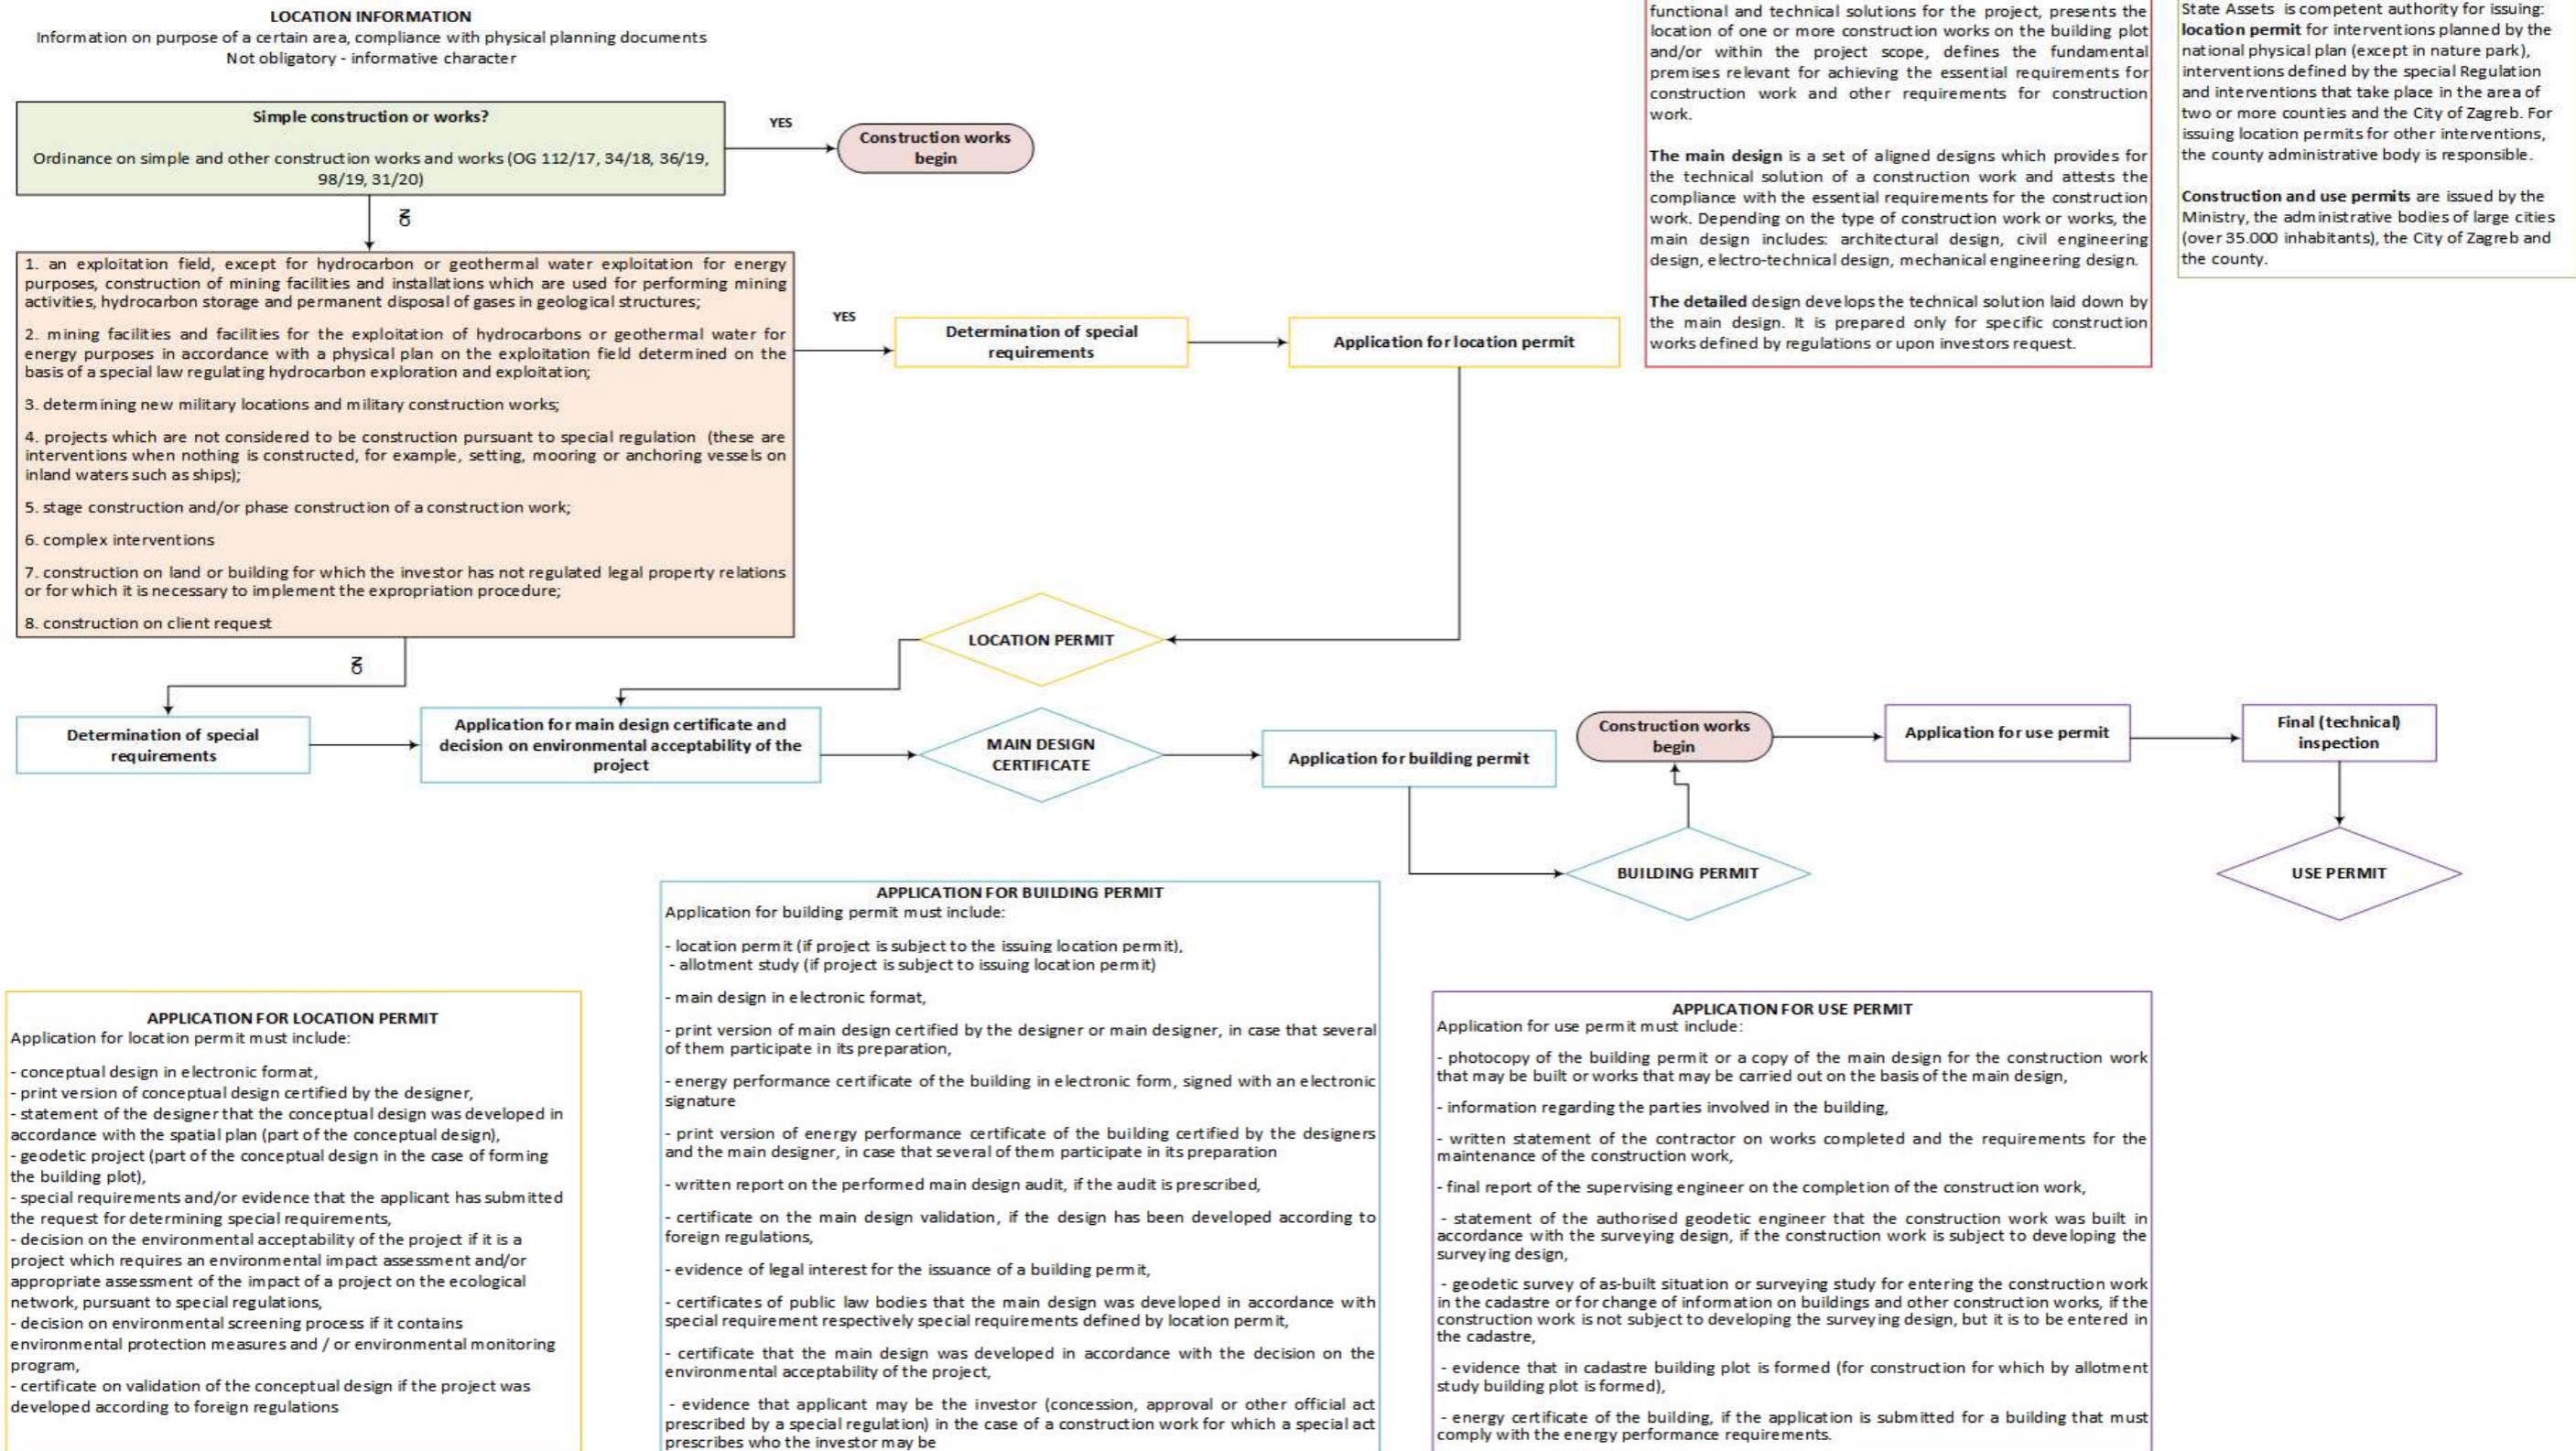 LOCATION INFORMATION
Information on purpose of a certain area, compliance with physical planning documents
Not obligatory - informative character
Simple construction or works?
Ordinance on simple and other construction works and works (OG 112/17, 34/18, 36/19,
98/19, 31/20)
YES
Construction works
begin
NO
1. an exploitation field, except for hydrocarbon or geothermal water exploitation for energy
purposes, construction of mining facilities and installations which are used for performing mining
activities, hydrocarbon storage and permanent disposal of gases in geological structures;
2. mining facilities and facilities for the exploitation of hydrocarbons or geothermal water for
energy purposes in accordance with a physical plan on the exploitation field determined on the
basis of a special law regulating hydrocarbon exploration and exploitation;
3. determining new military locations and military construction works;
4. projects which are not considered to be construction pursuant to special regulation (these are
interventions when nothing is constructed, for example, setting, mooring or anchoring vessels on
inland waters such as ships);
5. stage construction and/or phase construction of a construction work;
6. complex interventions
7. construction on land or building for which the investor has not regulated legal property relations
or for which it is necessary to implement the expropriation procedure;
8. construction on client request
YES
Determination of special
requirements
Application for location permit
functional and technical solutions for the project, presents the
location of one or more construction works on the building plot
and/or within the project scope, defines the fundamental
premises relevant for achieving the essential requirements for
construction work and other requirements for construction
work.
The main design is a set of aligned designs which provides for
the technical solution of a construction work and attests the
compliance with the essential requirements for the construction
work. Depending on the type of construction work or works, the
main design includes: architectural design, civil engineering
design, electro-technical design, mechanical engineering design.
The detailed design develops the technical solution laid down by
the main design. It is prepared only for specific construction
works defined by regulations or upon investors request.
State Assets is competent authority for issuing:
location permit for interventions planned by the
national physical plan (except in nature park),
interventions defined by the special Regulation
and interventions that take place in the area of
two or more counties and the City of Zagreb. For
issuing location permits for other interventions,
the county administrative body is responsible.
Construction and use permits are issued by the
Ministry, the administrative bodies of large cities
(over 35.000 inhabitants), the City of Zagreb and
the county.
LOCATION PERMIT
NO
Determination of special
requirements
Application for main design certificate and
decision on environmental acceptability of the
project
MAIN DESIGN
CERTIFICATE
Application for building permit
Construction works
begin
Application for use permit
Final (technical)
inspection
BUILDING PERMIT
USE PERMIT
APPLICATION FOR LOCATION PERMIT
Application for location permit must include:
- conceptual design in electronic format,
- print version of conceptual design certified by the designer,
- statement of the designer that the conceptual design was developed in
accordance with the spatial plan (part of the conceptual design),
- geodetic project (part of the conceptual design in the case of forming
the building plot),
- special requirements and/or evidence that the applicant has submitted
the request for determining special requirements,
- decision on the environmental acceptability of the project if it is a
project which requires an environmental impact assessment and/or
appropriate assessment of the impact of a project on the ecological
network, pursuant to special regulations,
- decision on environmental screening process if it contains
environmental protection measures and / or environmental monitoring
program,
- certificate on validation of the conceptual design if the project was
developed according to foreign regulations
APPLICATION FOR BUILDING PERMIT
Application for building permit must include:
- location permit (if project is subject to the issuing location permit),
- allotment study (if project is subject to issuing location permit)
- main design in electronic format,
- print version of main design certified by the designer or main designer, in case that several
of them participate in its preparation,
- energy performance certificate of the building in electronic form, signed with an electronic
signature
- print version of energy performance certificate of the building certified by the designers
and the main designer, in case that several of them participate in its preparation
- written report on the performed main design audit, if the audit is prescribed,
- certificate on the main design validation, if the design has been developed according to
foreign regulations,
- evidence of legal interest for the issuance of a building permit,
- certificates of public law bodies that the main design was developed in accordance with
special requirement respectively special requirements defined by location permit,
- certificate that the main design was developed in accordance with the decision on the
environmental acceptability of the project,
- evidence that applicant may be the investor (concession, approval or other official act
prescribed by a special regulation) in the case of a construction work for which a special act
prescribes who the investor may be
APPLICATION FOR USE PERMIT
Application for use permit must include:
- photocopy of the building permit or a copy of the main design for the construction work
that may be built or works that may be carried out on the basis of the main design,
- information regarding the parties involved in the building,
- written statement of the contractor on works completed and the requirements for the
maintenance of the construction work,
- final report of the supervising engineer on the completion of the construction work,
- statement of the authorised geodetic engineer that the construction work was built in
accordance with the surveying design, if the construction work is subject to developing the
surveying design,
- geodetic survey of as-built situation or surveying study for entering the construction work
in the cadastre or for change of information on buildings and other construction works, if the
construction work is not subject to developing the surveying design, but it is to be entered in
the cadastre,
- evidence that in cadastre building plot is formed (for construction for which by allotment
study building plot is formed),
- energy certificate of the building, if the application is submitted for a building that must
comply with the energy performance requirements.